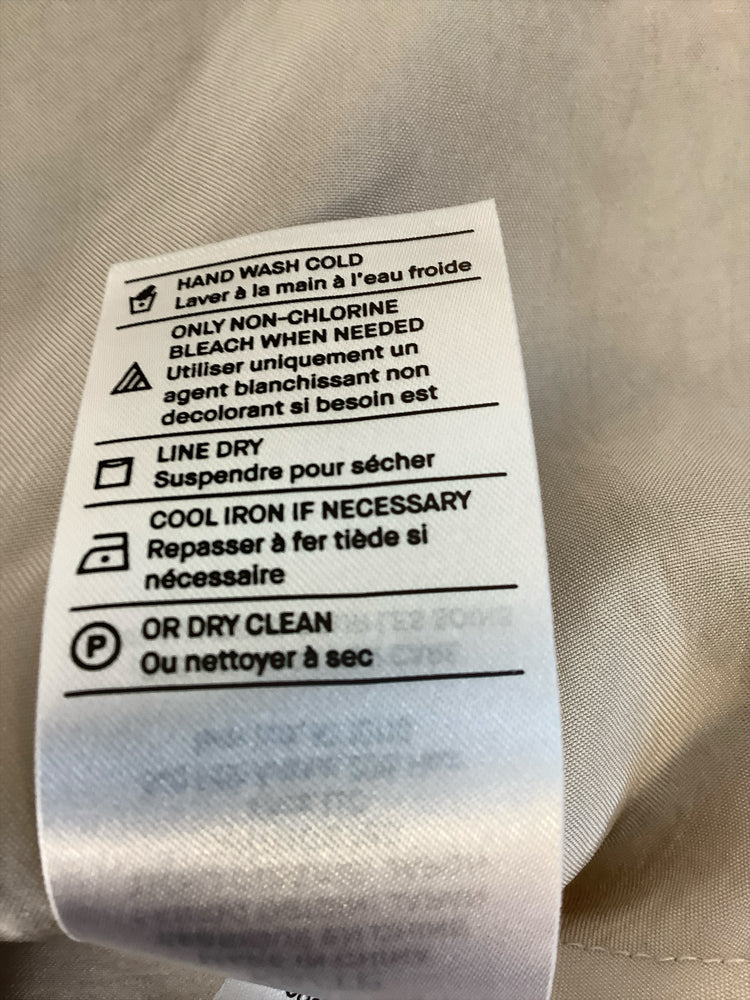 HAND WASH COLD
Laver à la main à l'eau froide
ONLY NON-CHLORINE
BLEACH WHEN NEEDED
Utiliser uniquement un
agent blanchissant non
decolorant si besoin est
LINE DRY
Suspendre pour sécher
COOL IRON IF NECESSARY
Repasser à fer tiède si
nécessaire
P
OR DRY CLEAN
Ou nettoyer à sec